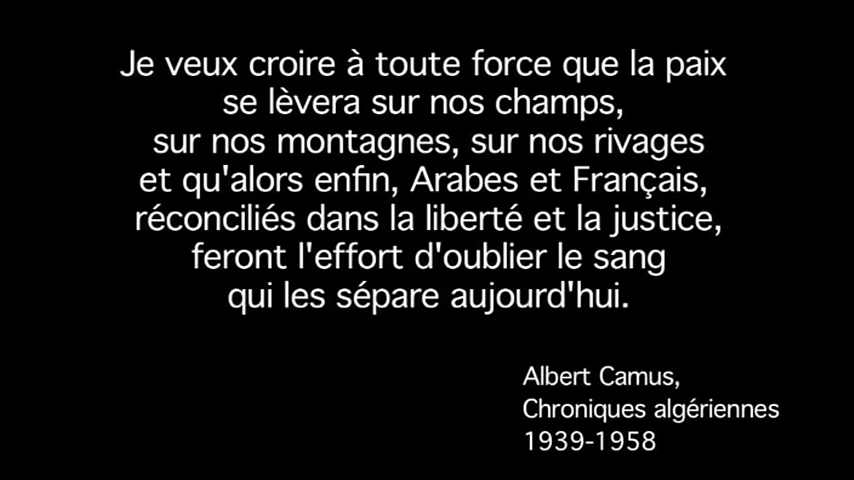 Je veux croire à toute force que la paix
se lèvera sur nos champs,
sur nos montagnes, sur nos rivages
et qu'alors enfin, Arabes et Français,
réconciliés dans la liberté et la justice,
feront l'effort d'oublier le sang
qui les sépare aujourd'hui.
Albert Camus,
Chroniques algériennes
1939-1958